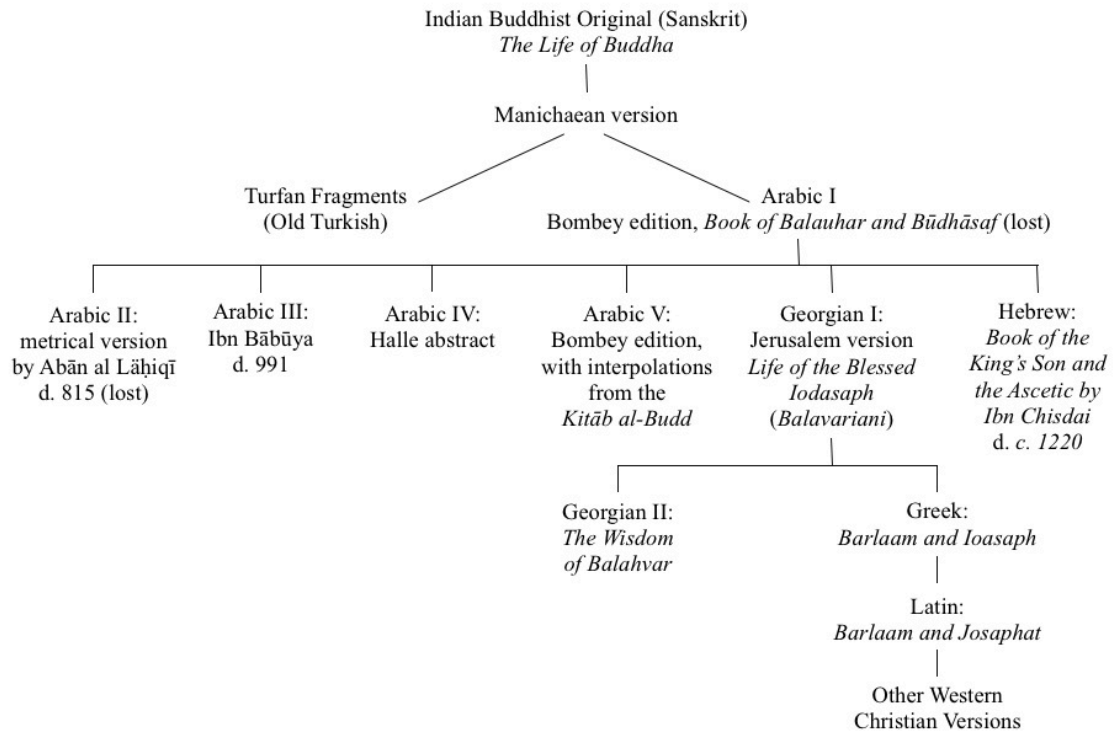 Indian Buddhist Original (Sanskrit)
The Life of Buddha
Manichaean version
Turfan Fragments
(Old Turkish)
Arabic I
Bombey edition, Book of Balauhar and Būdhāsaf (lost)
Arabic II:
metrical version
by Abān al Läḥiqī
d. 815 (lost)
Arabic III:
Ibn Bābūya
d. 991
Arabic IV:
Halle abstract
Arabic V:
Bombey edition,
with interpolations
from the
Kitāb al-Budd
Georgian I:
Jerusalem version
Life of the Blessed
Iodasaph
(Balavariani)
Hebrew:
Book of the
King's Son and
the Ascetic by
Ibn Chisdai
d. c. 1220
Georgian II:
The Wisdom
of Balahvar
Greek:
Barlaam and Ioasaph
Latin:
Barlaam and Josaphat
Other Western
Christian Versions